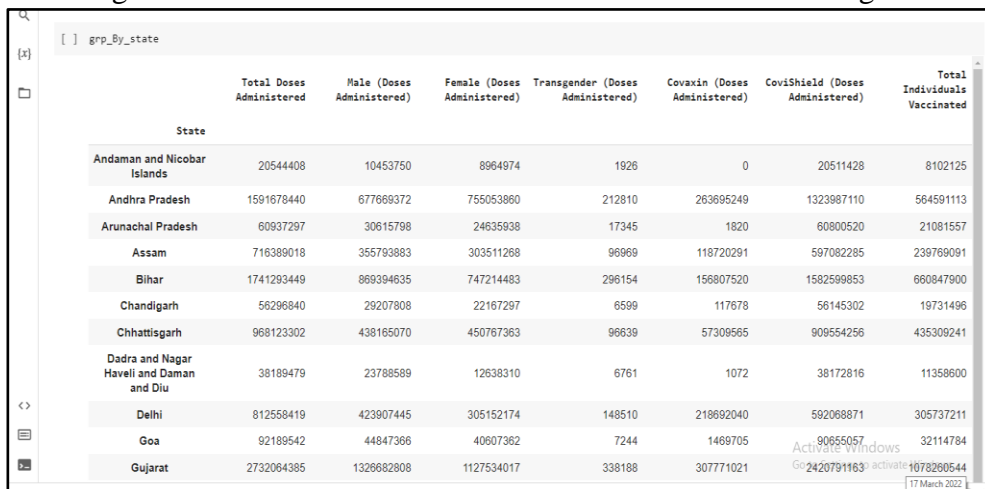 {x}
[ ] grp_By_state
Total Doses Administered Male (Doses Administered) Female (Doses Administered) Transgender (Doses Administered) Covaxin (Doses Administered) CoviShield (Doses Administered) Total Individuals Vaccinated
State
Andaman and Nicobar Islands 20544408 10453750 8964974 1926 0 20511428 8102125
Andhra Pradesh 1591678440 677669372 755053860 212810 263695249 1323987110 564591113
Arunachal Pradesh 60937297 30615798 24635938 17345 1820 60800520 21081557
Assam 716389018 355793883 303511268 96969 118720291 597082285 239769091
Bihar 1741293449 869394635 747214483 296154 156807520 1582599853 660847900
Chandigarh 56296840 29207808 22167297 6599 117678 56145302 19731496
Chhattisgarh 968123302 438165070 450767363 96639 57309565 909554256 435309241
Dadra and Nagar Haveli and Daman and Diu 38189479 23788589 12638310 6761 1072 38172816 11358600
Delhi 812558419 423907445 305152174 148510 218692040 592068871 305737211
Goa 92189542 44847366 40607362 7244 1469705 90655057 32114784
Activate Windows
Gujarat 2732064385 1326682808 1127534017 338188 307771021 2420791163 1078260544
17 March 2022